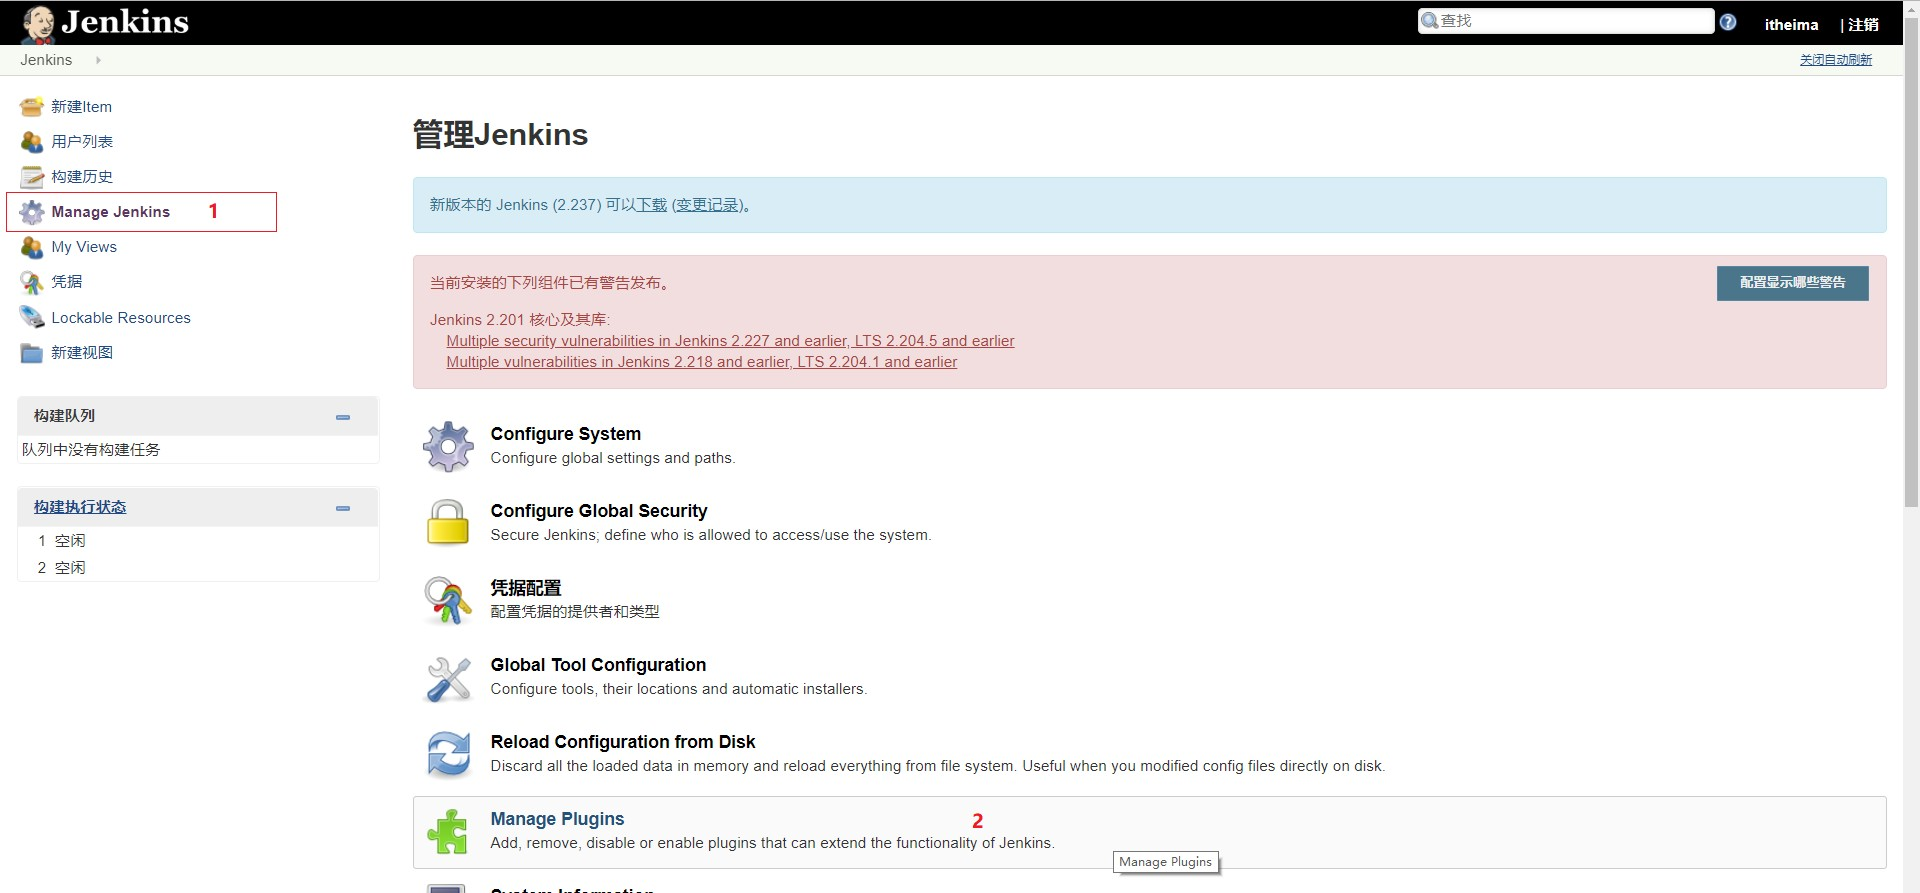 Jenkins
查找
itheima
| 注销
Jenkins
关闭自动刷新
新建Item
用户列表
构建历史
Manage Jenkins 1
My Views
凭据
Lockable Resources
新建视图
构建队列
队列中没有构建任务
构建执行状态
1 空闲
2 空闲
管理Jenkins
新版本的 Jenkins (2.237) 可以下载 (变更记录)。
当前安装的下列组件已有警告发布。
配置显示哪些警告
Jenkins 2.201 核心及其库:
Multiple security vulnerabilities in Jenkins 2.227 and earlier, LTS 2.204.5 and earlier
Multiple vulnerabilities in Jenkins 2.218 and earlier, LTS 2.204.1 and earlier
Configure System
Configure global settings and paths.
Configure Global Security
Secure Jenkins; define who is allowed to access/use the system.
凭据配置
配置凭据的提供者和类型
Global Tool Configuration
Configure tools, their locations and automatic installers.
Reload Configuration from Disk
Discard all the loaded data in memory and reload everything from file system. Useful when you modified config files directly on disk.
Manage Plugins 2
Add, remove, disable or enable plugins that can extend the functionality of Jenkins.
Manage Plugins
System Information